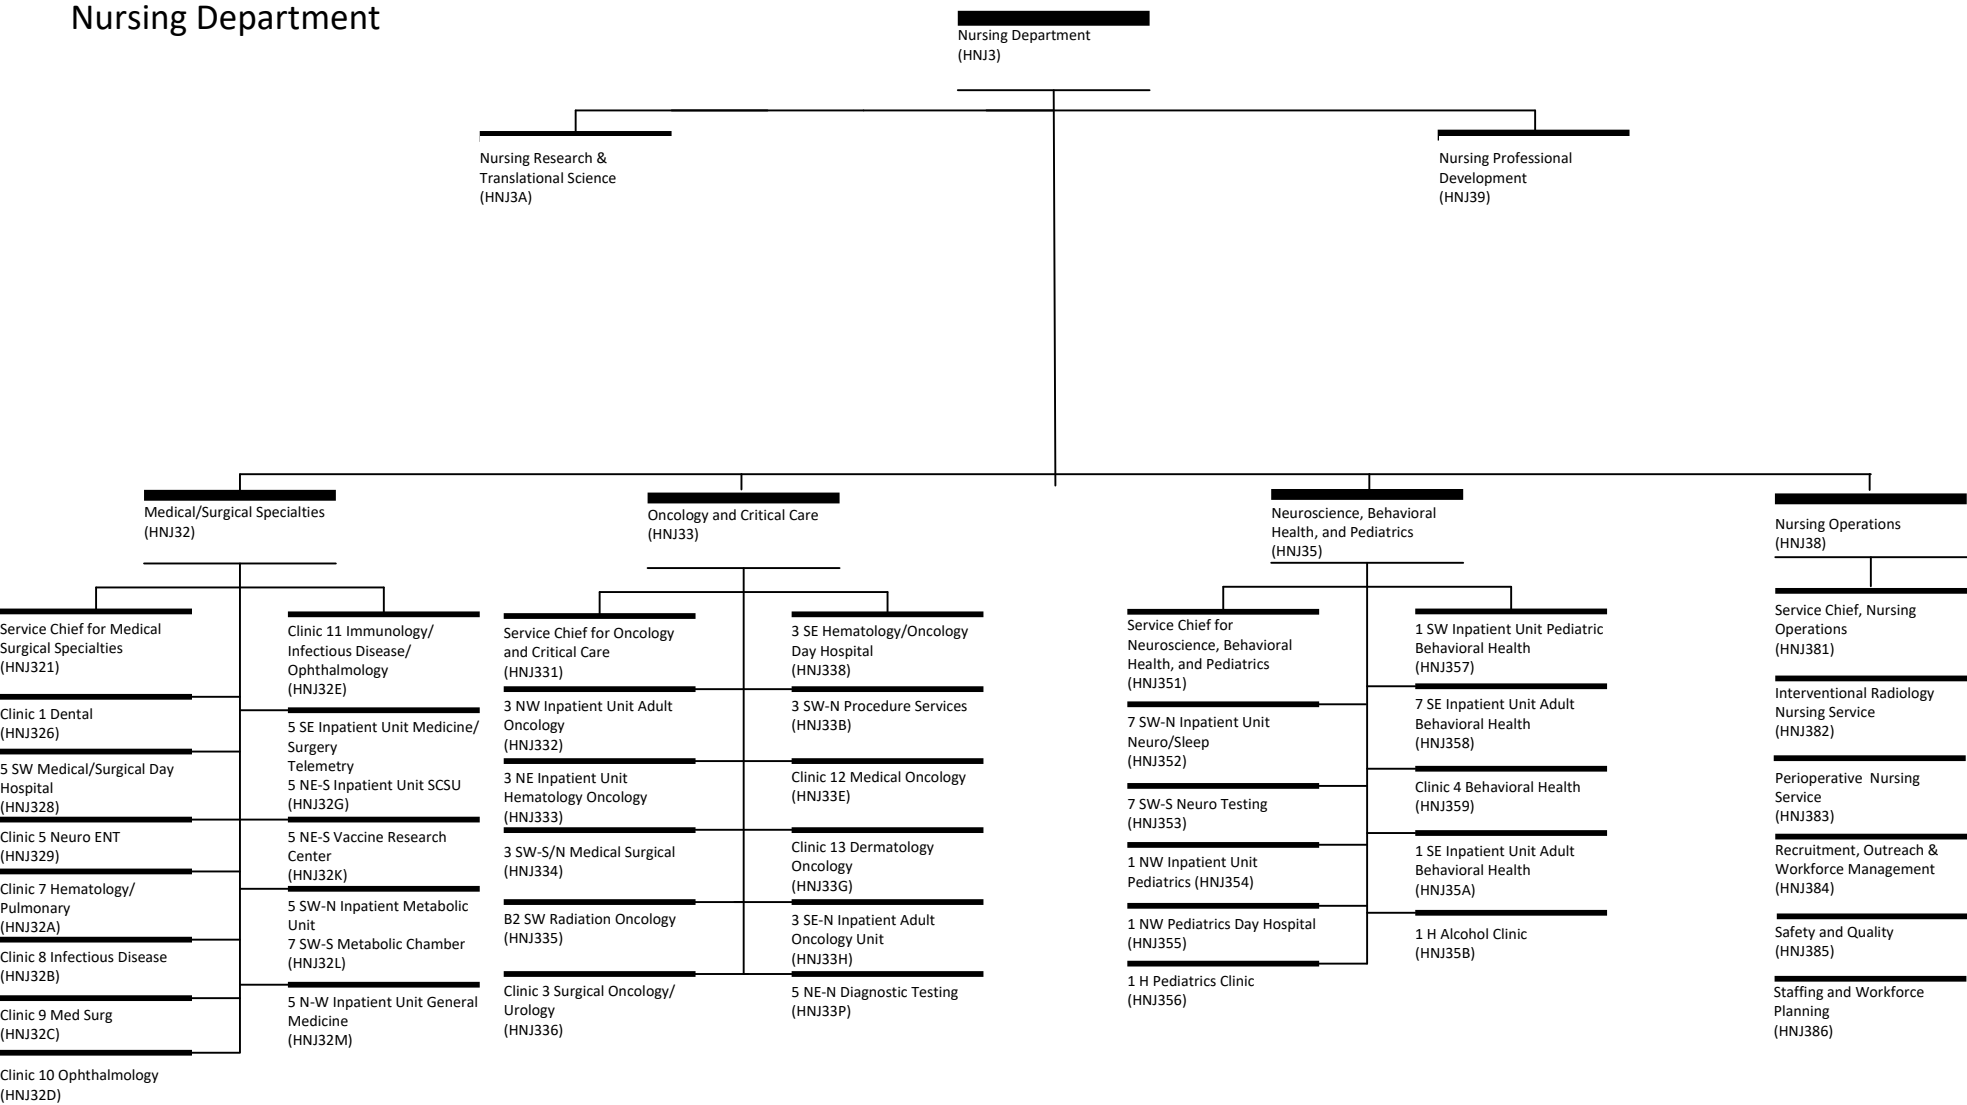 Nursing Department
Nursing Department
(HNJ3)
Nursing Research &
Translational Science
(HNJ3A)
Nursing Professional
Development
(HNJ39)
Medical/Surgical Specialties
(HNJ32)
Service Chief for Medical
Surgical Specialties
(HNJ321)
Clinic 1 Dental
(HNJ326)
5 SW Medical/Surgical Day
Hospital
(HNJ328)
Clinic 5 Neuro ENT
(HNJ329)
Clinic 7 Hematology/
Pulmonary
(HNJ32A)
Clinic 8 Infectious Disease
(HNJ32B)
Clinic 9 Med Surg
(HNJ32C)
Clinic 10 Ophthalmology
(HNJ32D)
Clinic 11 Immunology/
Infectious Disease/
Ophthalmology
(HNJ32E)
5 SE Inpatient Unit Medicine/
Surgery
Telemetry
5 NE-S Inpatient Unit SCSU
(HNJ32G)
5 NE-S Vaccine Research
Center
(HNJ32K)
5 SW-N Inpatient Metabolic
Unit
7 SW-S Metabolic Chamber
(HNJ32L)
5 N-W Inpatient Unit General
Medicine
(HNJ32M)
Oncology and Critical Care
(HNJ33)
Service Chief for Oncology
and Critical Care
(HNJ331)
3 NW Inpatient Unit Adult
Oncology
(HNJ332)
3 NE Inpatient Unit
Hematology Oncology
(HNJ333)
3 SW-S/N Medical Surgical
(HNJ334)
B2 SW Radiation Oncology
(HNJ335)
Clinic 3 Surgical Oncology/
Urology
(HNJ336)
3 SE Hematology/Oncology
Day Hospital
(HNJ338)
3 SW-N Procedure Services
(HNJ33B)
Clinic 12 Medical Oncology
(HNJ33E)
Clinic 13 Dermatology
Oncology
(HNJ33G)
3 SE-N Inpatient Adult
Oncology Unit
(HNJ33H)
5 NE-N Diagnostic Testing
(HNJ33P)
Neuroscience, Behavioral
Health, and Pediatrics
(HNJ35)
Service Chief for
Neuroscience, Behavioral
Health, and Pediatrics
(HNJ351)
7 SW-N Inpatient Unit
Neuro/Sleep
(HNJ352)
7 SW-S Neuro Testing
(HNJ353)
1 NW Inpatient Unit
Pediatrics (HNJ354)
1 NW Pediatrics Day Hospital
(HNJ355)
1 H Pediatrics Clinic
(HNJ356)
1 SW Inpatient Unit Pediatric
Behavioral Health
(HNJ357)
7 SE Inpatient Unit Adult
Behavioral Health
(HNJ358)
Clinic 4 Behavioral Health
(HNJ359)
1 SE Inpatient Unit Adult
Behavioral Health
(HNJ35A)
1 H Alcohol Clinic
(HNJ35B)
Nursing Operations
(HNJ38)
Service Chief, Nursing
Operations
(HNJ381)
Interventional Radiology
Nursing Service
(HNJ382)
Perioperative  Nursing
Service
(HNJ383)
Recruitment, Outreach &
Workforce Management
(HNJ384)
Safety and Quality
(HNJ385)
Staffing and Workforce
Planning
(HNJ386)